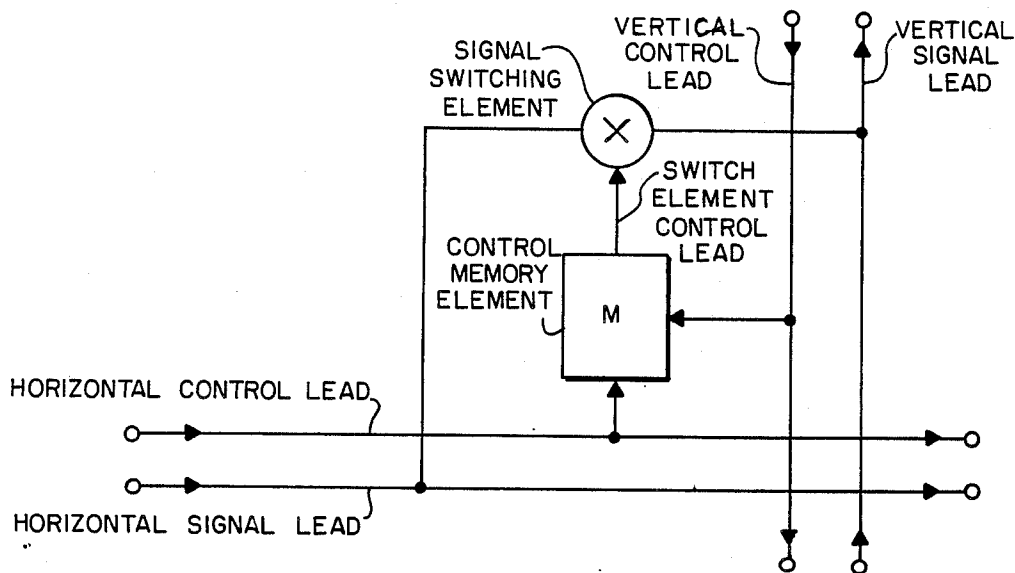 SIGNAL
SWITCHING
ELEMENT
VERTICAL
CONTROL
LEAD
VERTICAL
SIGNAL
LEAD
SWITCH
ELEMENT
CONTROL
LEAD
CONTROL
MEMORY
ELEMENT
M
HORIZONTAL CONTROL LEAD
HORIZONTAL SIGNAL LEAD